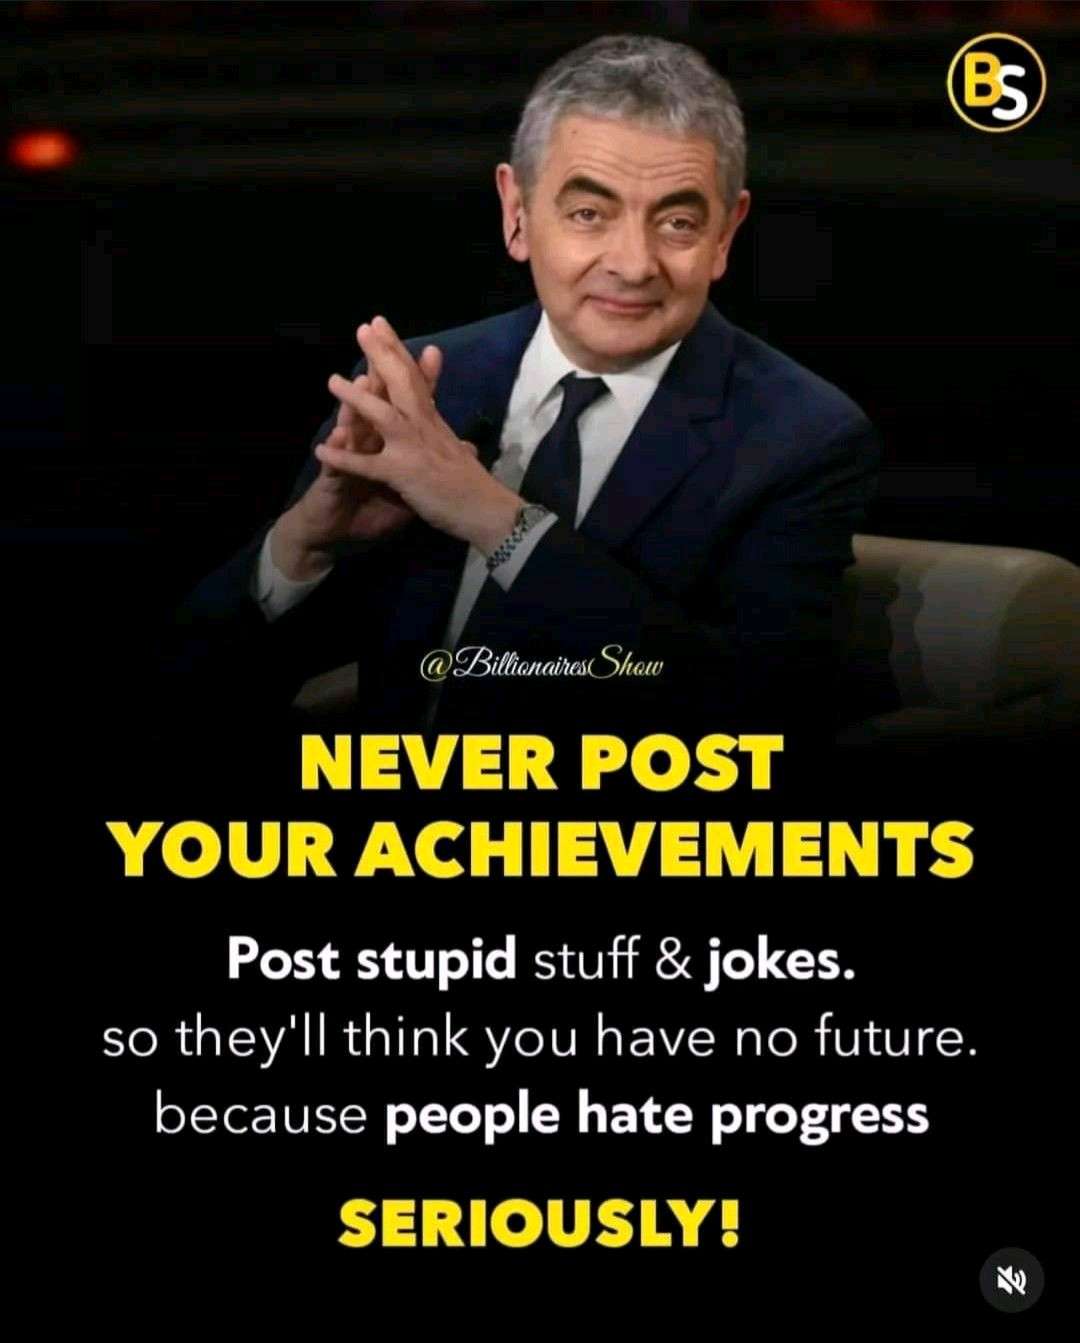 BS
@BillionairesShow
NEVER POST
YOUR ACHIEVEMENTS
Post stupid stuff & jokes.
so they'll think you have no future.
because people hate progress
SERIOUSLY!